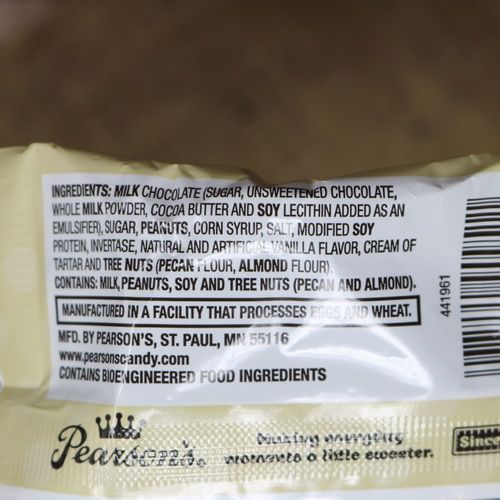 INGREDIENTS: MILK CHOCOLATE (SUGAR, UNSWEETENED CHOCOLATE,
WHOLE MILK POWDER, COCOA BUTTER AND SOY LECITHIN ADDED AS AN
EMULSIFIER), SUGAR, PEANUTS, CORN SYRUP, SALT, MODIFIED SOY
PROTEIN, INVERTASE, NATURAL AND ARTIFICIAL VANILLA FLAVOR, CREAM OF
TARTAR AND TREE NUTS (PECAN FLOUR, ALMOND FLOUR).
CONTAINS: MILK, PEANUTS, SOY AND TREE NUTS (PECAN AND ALMOND).
MANUFACTURED IN A FACILITY THAT PROCESSES EGGS AND WHEAT.
MFD. BY PEARSON'S, ST. PAUL, MN 55116
www.pearsonscandy.com
CONTAINS BIOENGINEERED FOOD INGREDIENTS
441961
Pearson's®
Making everyday
moments a little sweeter.